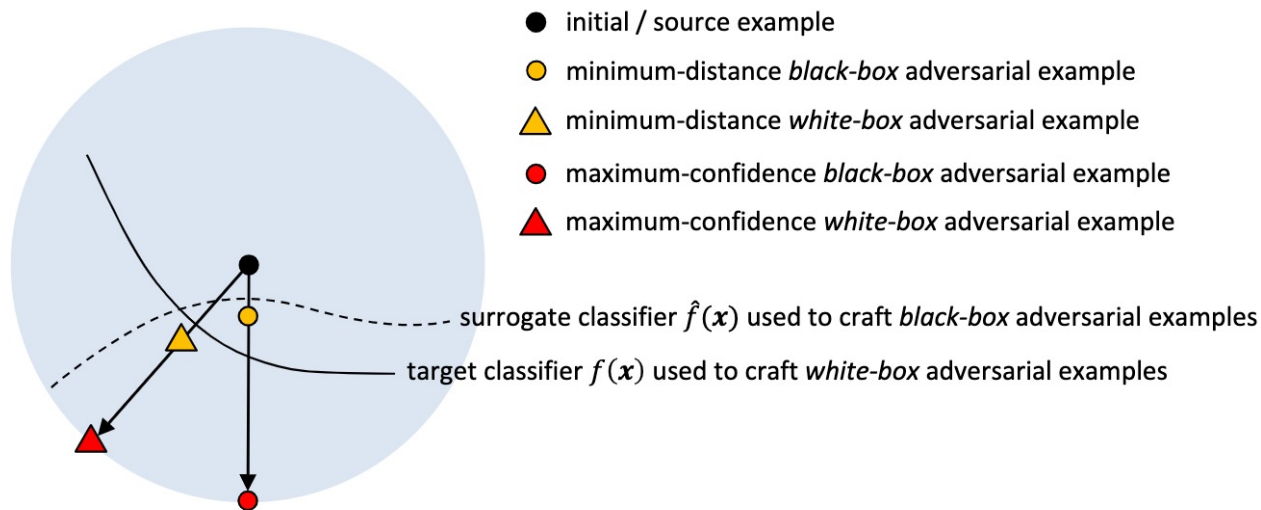 initial / source example
minimum-distance black-box adversarial example
minimum-distance white-box adversarial example
maximum-confidence black-box adversarial example
maximum-confidence white-box adversarial example
surrogate classifier f̂(x) used to craft black-box adversarial examples
target classifier f(x) used to craft white-box adversarial examples